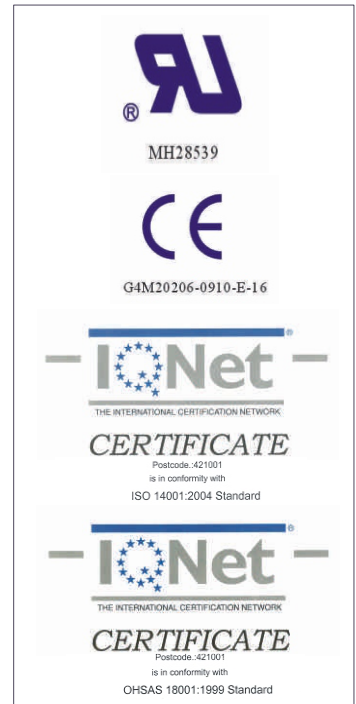 RU
®
MH28539
CE
G4M20206-0910-E-16
®
IQNet
THE INTERNATIONAL CERTIFICATION NETWORK
CERTIFICATE
Postcode.:421001
is in conformity with
ISO 14001:2004 Standard
®
IQNet
THE INTERNATIONAL CERTIFICATION NETWORK
CERTIFICATE
Postcode.:421001
is in conformity with
OHSAS 18001:1999 Standard